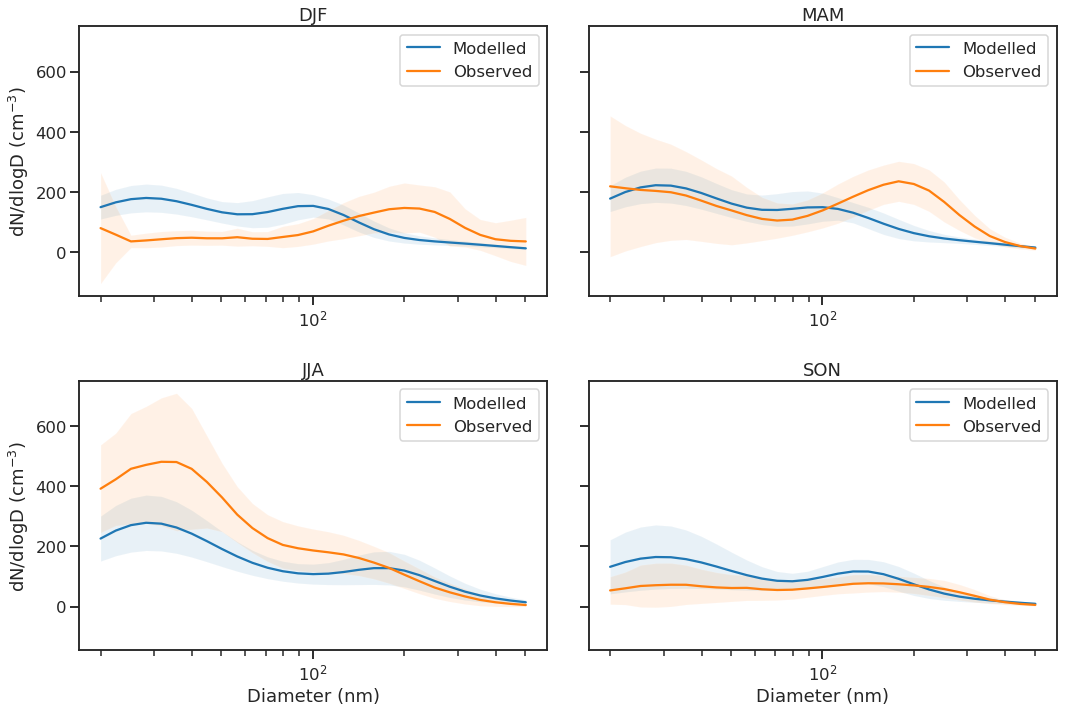 DJF
MAM
dN/dlogD (cm⁻³)
600
400
200
0
Modelled
Observed
10²
Modelled
Observed
10²
JJA
SON
dN/dlogD (cm⁻³)
600
400
200
0
Modelled
Observed
10²
Diameter (nm)
Modelled
Observed
10²
Diameter (nm)